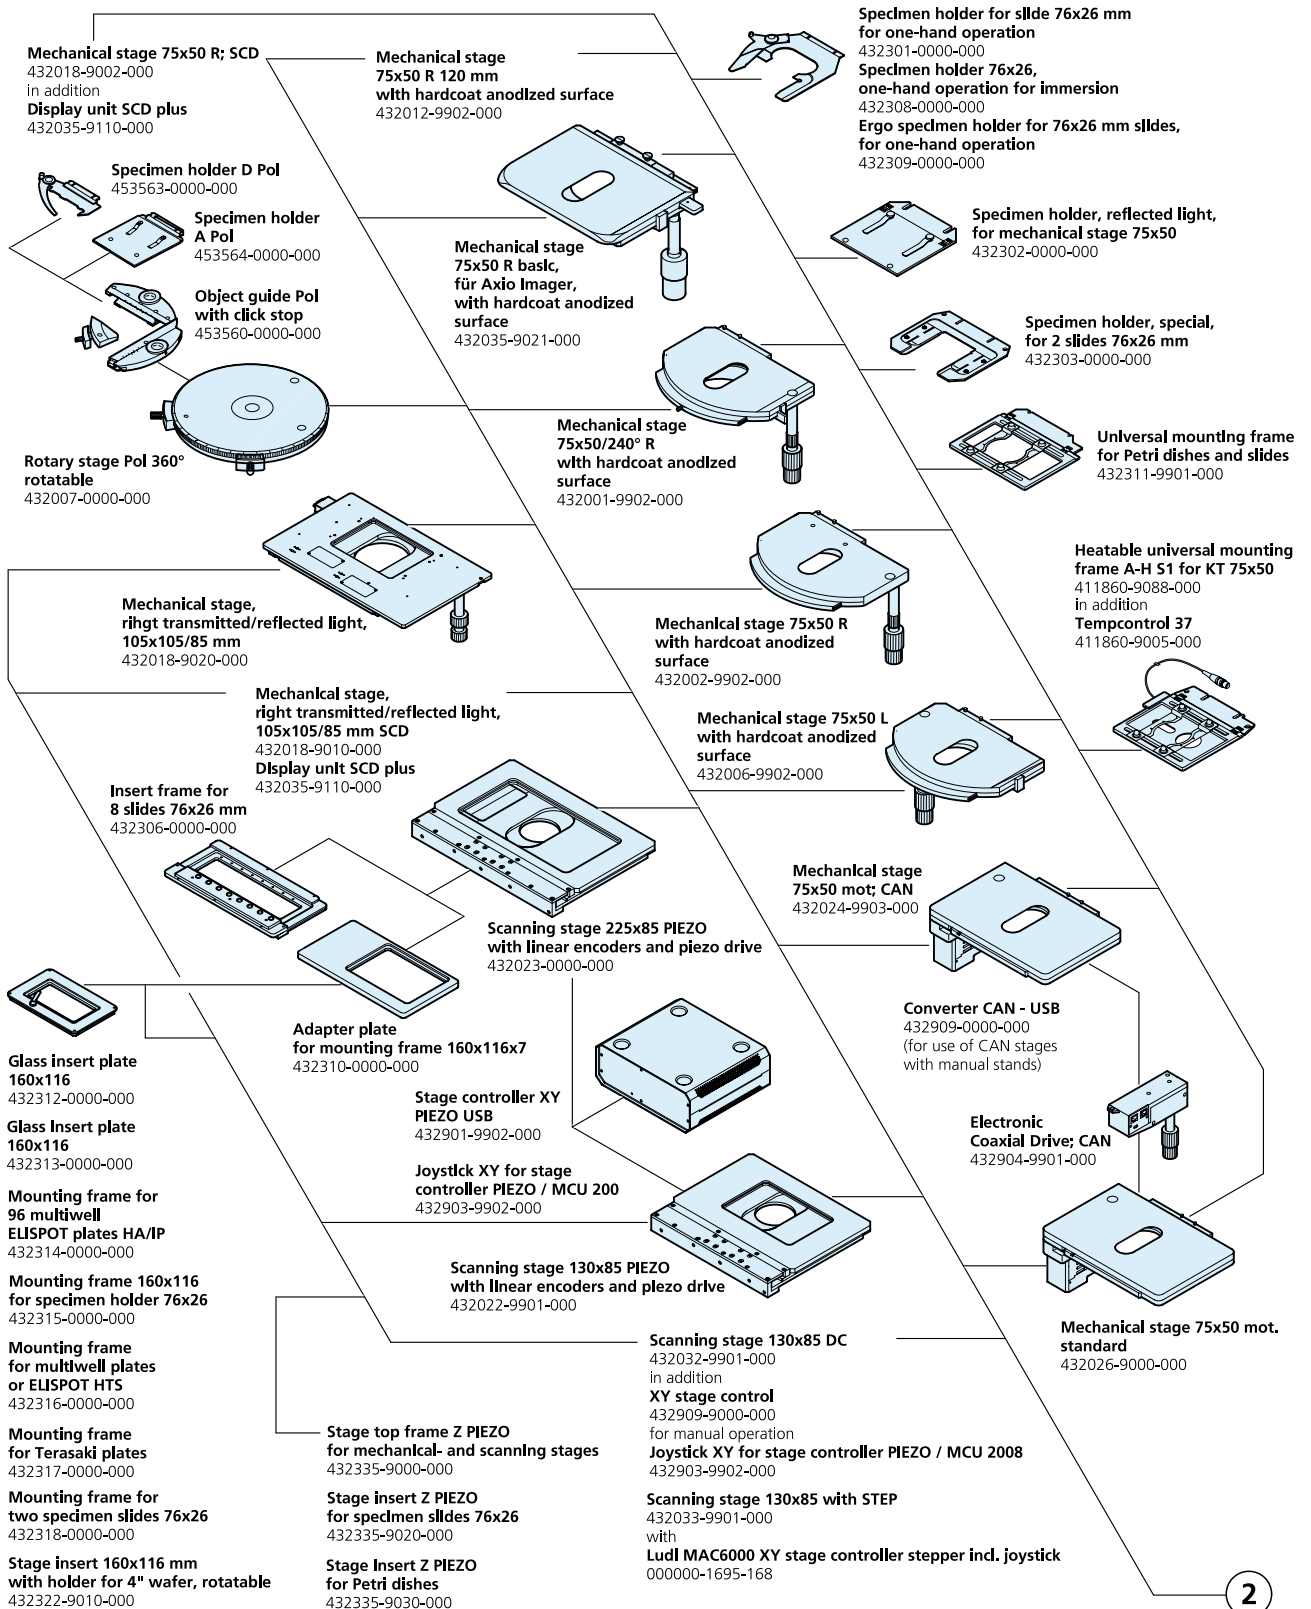 Mechanical stage 75x50 R; SCD
432018-9002-000
in addition
Display unit SCD plus
432035-9110-000
Mechanical stage
75x50 R 120 mm
with hardcoat anodized surface
432012-9902-000
Specimen holder for slide 76x26 mm
for one-hand operation
432301-0000-000
Specimen holder 76x26,
one-hand operation for immersion
432308-0000-000
Ergo specimen holder for 76x26 mm slides,
for one-hand operation
432309-0000-000
Specimen holder D Pol
453563-0000-000
Specimen holder
A Pol
453564-0000-000
Object guide Pol
with click stop
453560-0000-000
Mechanical stage
75x50 R basic,
für Axio Imager,
with hardcoat anodized
surface
432035-9021-000
Specimen holder, reflected light,
for mechanical stage 75x50
432302-0000-000
Specimen holder, special,
for 2 slides 76x26 mm
432303-0000-000
Rotary stage Pol 360°
rotatable
432007-0000-000
Mechanical stage
75x50/240° R
with hardcoat anodized
surface
432001-9902-000
Universal mounting frame
for Petri dishes and slides
432311-9901-000
Heatable universal mounting
frame A-H S1 for KT 75x50
411860-9088-000
in addition
Tempcontrol 37
411860-9005-000
Mechanical stage,
rihgt transmitted/reflected light,
105x105/85 mm
432018-9020-000
Mechanical stage 75x50 R
with hardcoat anodized
surface
432002-9902-000
Mechanical stage,
right transmitted/reflected light,
105x105/85 mm SCD
432018-9010-000
Display unit SCD plus
432035-9110-000
Mechanical stage 75x50 L
with hardcoat anodized
surface
432006-9902-000
Insert frame for
8 slides 76x26 mm
432306-0000-000
Mechanical stage
75x50 mot; CAN
432024-9903-000
Scanning stage 225x85 PIEZO
with linear encoders and piezo drive
432023-0000-000
Adapter plate
for mounting frame 160x116x7
432310-0000-000
Converter CAN - USB
432909-0000-000
(for use of CAN stages
with manual stands)
Glass insert plate
160x116
432312-0000-000
Glass Insert plate
160x116
432313-0000-000
Mounting frame for
96 multiwell
ELISPOT plates HA/IP
432314-0000-000
Mounting frame 160x116
for specimen holder 76x26
432315-0000-000
Mounting frame
for multiwell plates
or ELISPOT HTS
432316-0000-000
Mounting frame
for Terasaki plates
432317-0000-000
Mounting frame for
two specimen slides 76x26
432318-0000-000
Stage insert 160x116 mm
with holder for 4" wafer, rotatable
432322-9010-000
Stage controller XY
PIEZO USB
432901-9902-000
Joystick XY for stage
controller PIEZO / MCU 200
432903-9902-000
Electronic
Coaxial Drive; CAN
432904-9901-000
Scanning stage 130x85 PIEZO
with linear encoders and piezo drive
432022-9901-000
Mechanical stage 75x50 mot.
standard
432026-9000-000
Stage top frame Z PIEZO
for mechanical- and scanning stages
432335-9000-000
Stage insert Z PIEZO
for specimen slides 76x26
432335-9020-000
Stage Insert Z PIEZO
for Petri dishes
432335-9030-000
Scanning stage 130x85 DC
432032-9901-000
in addition
XY stage control
432909-9000-000
for manual operation
Joystick XY for stage controller PIEZO / MCU 2008
432903-9902-000
Scanning stage 130x85 with STEP
432033-9901-000
with
Ludl MAC6000 XY stage controller stepper incl. joystick
000000-1695-168
2